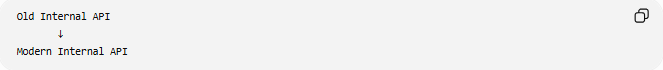 Old Internal API
↓
Modern Internal API